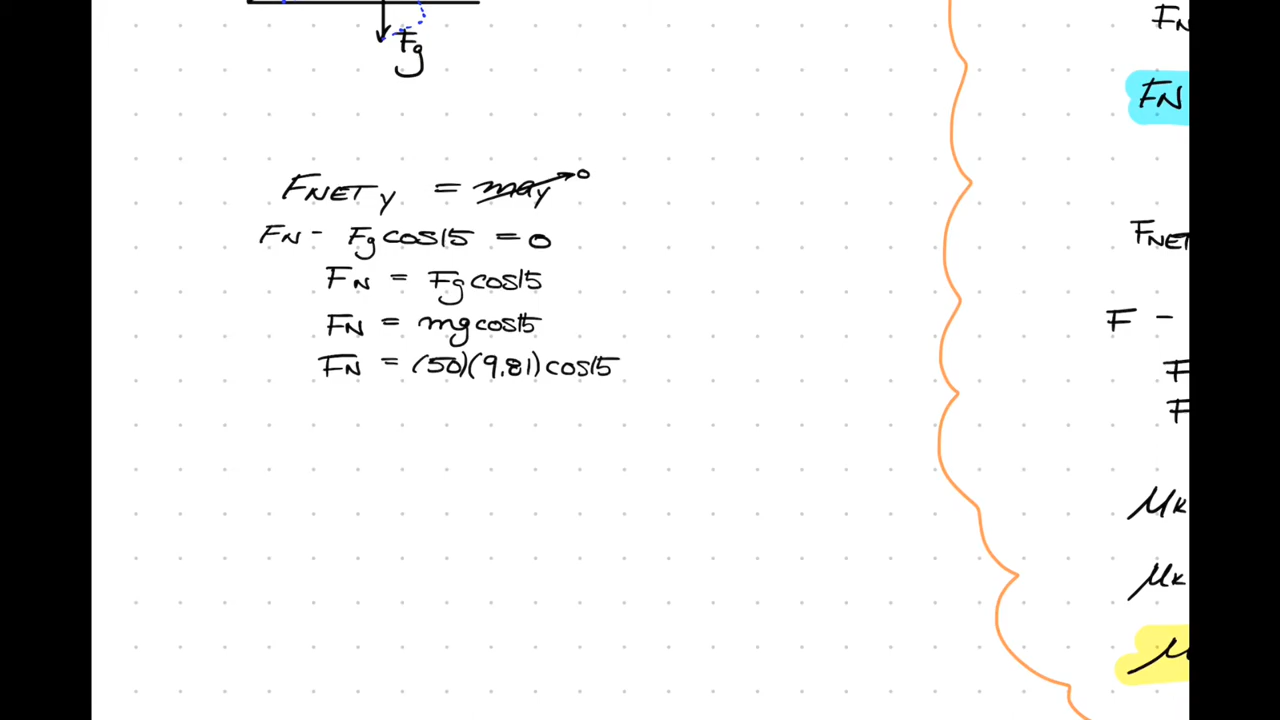 Fg
FNET y = may → 0
FN - Fg cos15 = 0
FN = Fg cos15
FN = mg cos15
FN = (50)(9.81) cos15
FN
FN
FNET
F -
F
F
μk
μk
μ